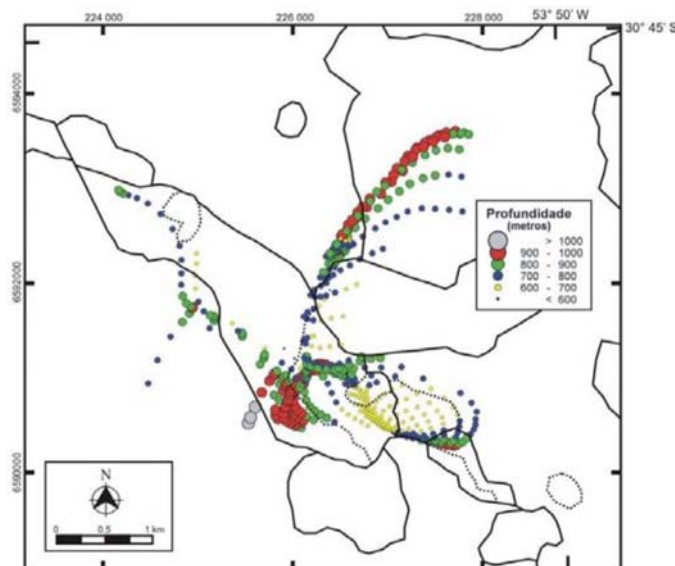 224 000
226 000
228 000
53° 50' W
30° 45' S
6594000
6592000
6590000
Profundidade
(metros)
> 1000
900 - 1000
800 - 900
700 - 800
600 - 700
< 600
N
0 0.5 1 km